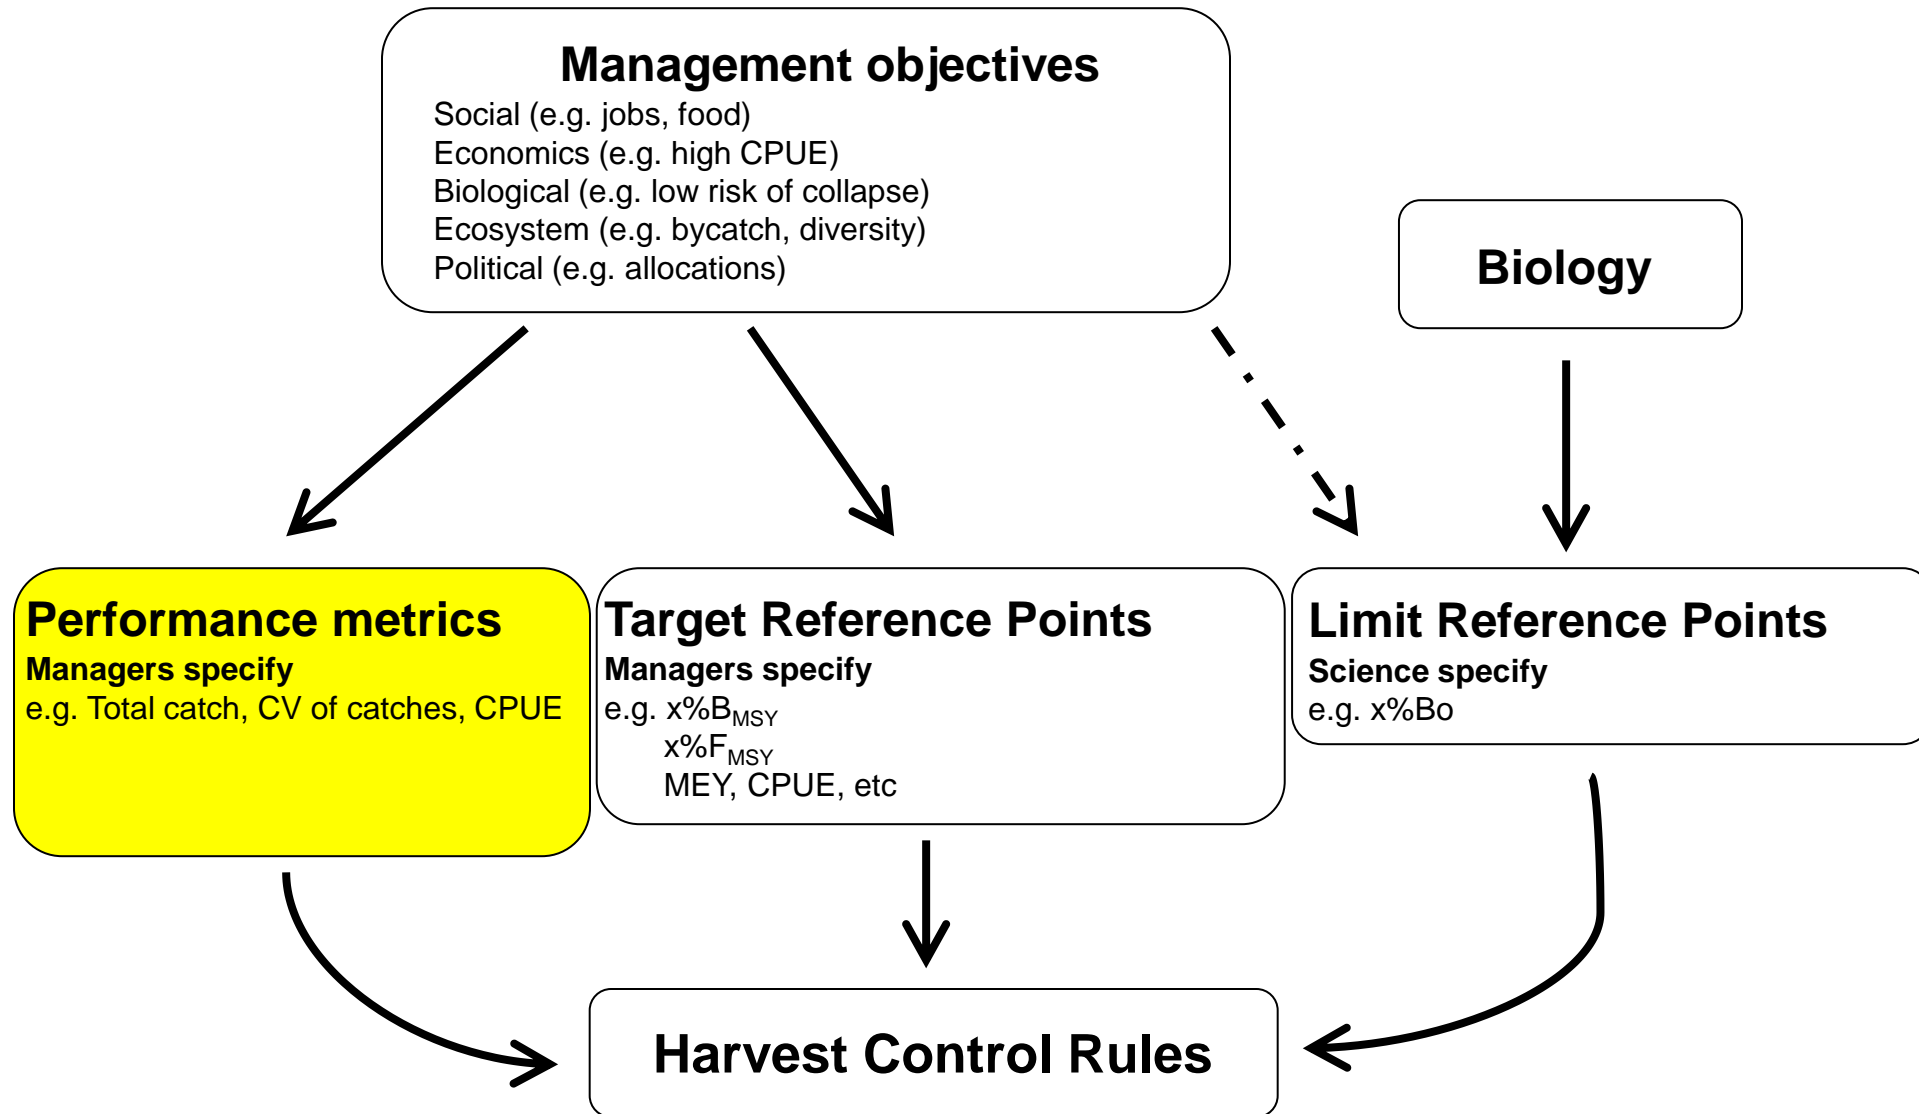 Management objectives
Social (e.g. jobs, food)
Economics (e.g. high CPUE)
Biological (e.g. low risk of collapse)
Ecosystem (e.g. bycatch, diversity)
Political (e.g. allocations)
Biology
Performance metrics
Managers specify
e.g. Total catch, CV of catches, CPUE
Target Reference Points
Managers specify
e.g. x%BMSY
x%FMSY
MEY, CPUE, etc
Limit Reference Points
Science specify
e.g. x%Bo
Harvest Control Rules